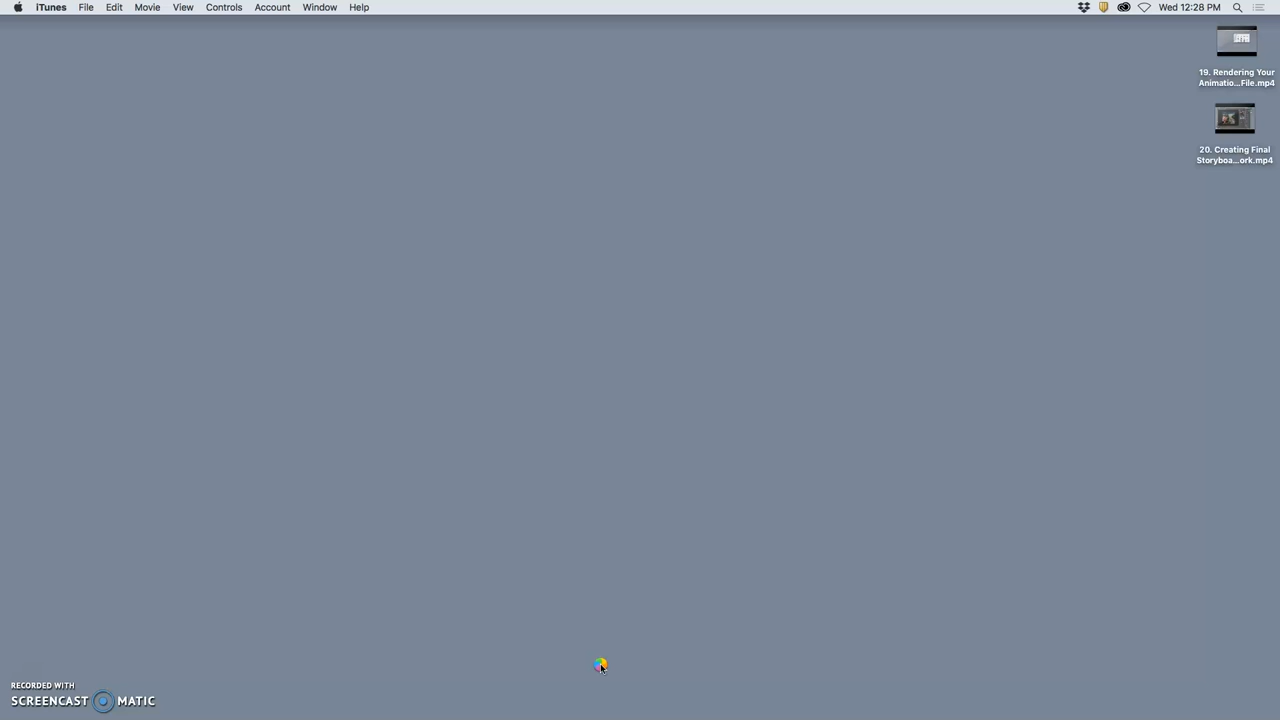 iTunes File Edit Movie View Controls Account Window Help Wed 12:28 PM
19. Rendering Your
Animatio...File.mp4
20. Creating Final
Storyboa...ork.mp4
RECORDED WITH
SCREENCAST MATIC